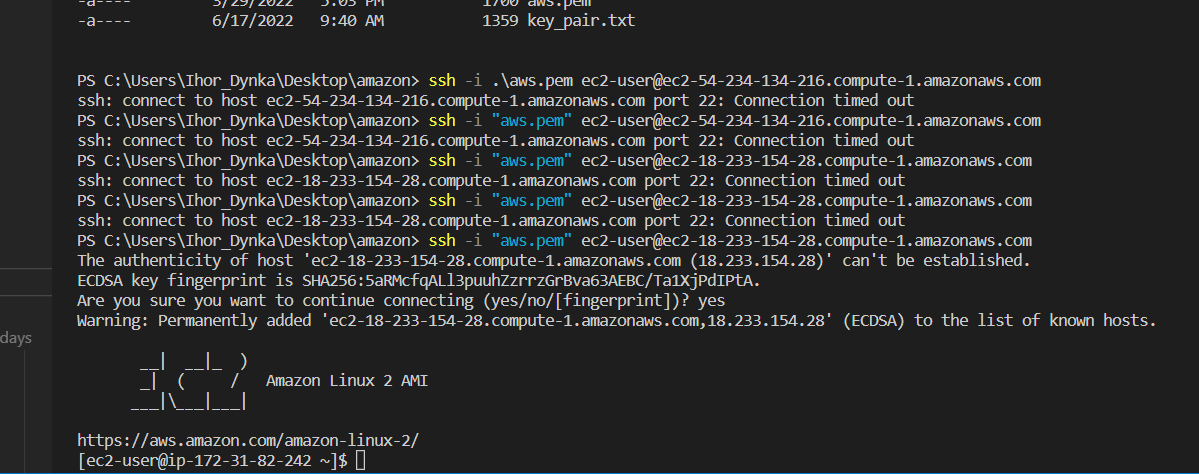 -a---- 3/29/2022 5:03 PM 1700 aws.pem
-a---- 6/17/2022 9:40 AM 1359 key_pair.txt
PS C:\Users\Ihor_Dynka\Desktop\amazon> ssh -i .\aws.pem ec2-user@ec2-54-234-134-216.compute-1.amazonaws.com
ssh: connect to host ec2-54-234-134-216.compute-1.amazonaws.com port 22: Connection timed out
PS C:\Users\Ihor_Dynka\Desktop\amazon> ssh -i "aws.pem" ec2-user@ec2-54-234-134-216.compute-1.amazonaws.com
ssh: connect to host ec2-54-234-134-216.compute-1.amazonaws.com port 22: Connection timed out
PS C:\Users\Ihor_Dynka\Desktop\amazon> ssh -i "aws.pem" ec2-user@ec2-18-233-154-28.compute-1.amazonaws.com
ssh: connect to host ec2-18-233-154-28.compute-1.amazonaws.com port 22: Connection timed out
PS C:\Users\Ihor_Dynka\Desktop\amazon> ssh -i "aws.pem" ec2-user@ec2-18-233-154-28.compute-1.amazonaws.com
ssh: connect to host ec2-18-233-154-28.compute-1.amazonaws.com port 22: Connection timed out
PS C:\Users\Ihor_Dynka\Desktop\amazon> ssh -i "aws.pem" ec2-user@ec2-18-233-154-28.compute-1.amazonaws.com
The authenticity of host 'ec2-18-233-154-28.compute-1.amazonaws.com (18.233.154.28)' can't be established.
ECDSA key fingerprint is SHA256:5aRMcfqALl3puuhZzrrzGrBva63AEBC/Ta1XjPdIPtA.
Are you sure you want to continue connecting (yes/no/[fingerprint])? yes
Warning: Permanently added 'ec2-18-233-154-28.compute-1.amazonaws.com,18.233.154.28' (ECDSA) to the list of known hosts.
days
__|  __|_  )
_|  (     /   Amazon Linux 2 AMI
___|\___|___|
https://aws.amazon.com/amazon-linux-2/
[ec2-user@ip-172-31-82-242 ~]$